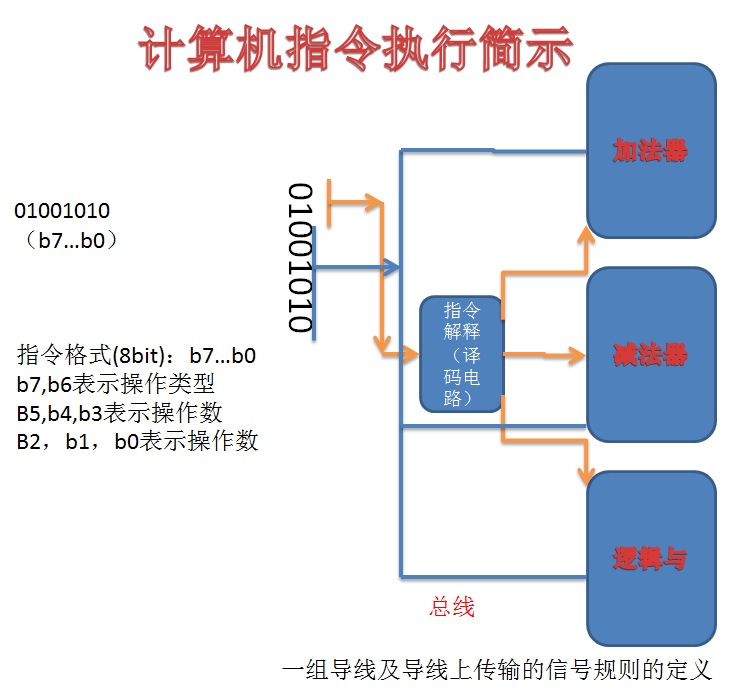 计算机指令执行简示
加法器
01001010
（b7...b0）
01001010
指令
解释
（译
码电
路）
减法器
指令格式(8bit)：b7...b0
b7,b6表示操作类型
B5,b4,b3表示操作数
B2，b1，b0表示操作数
逻辑与
总线
一组导线及导线上传输的信号规则的定义